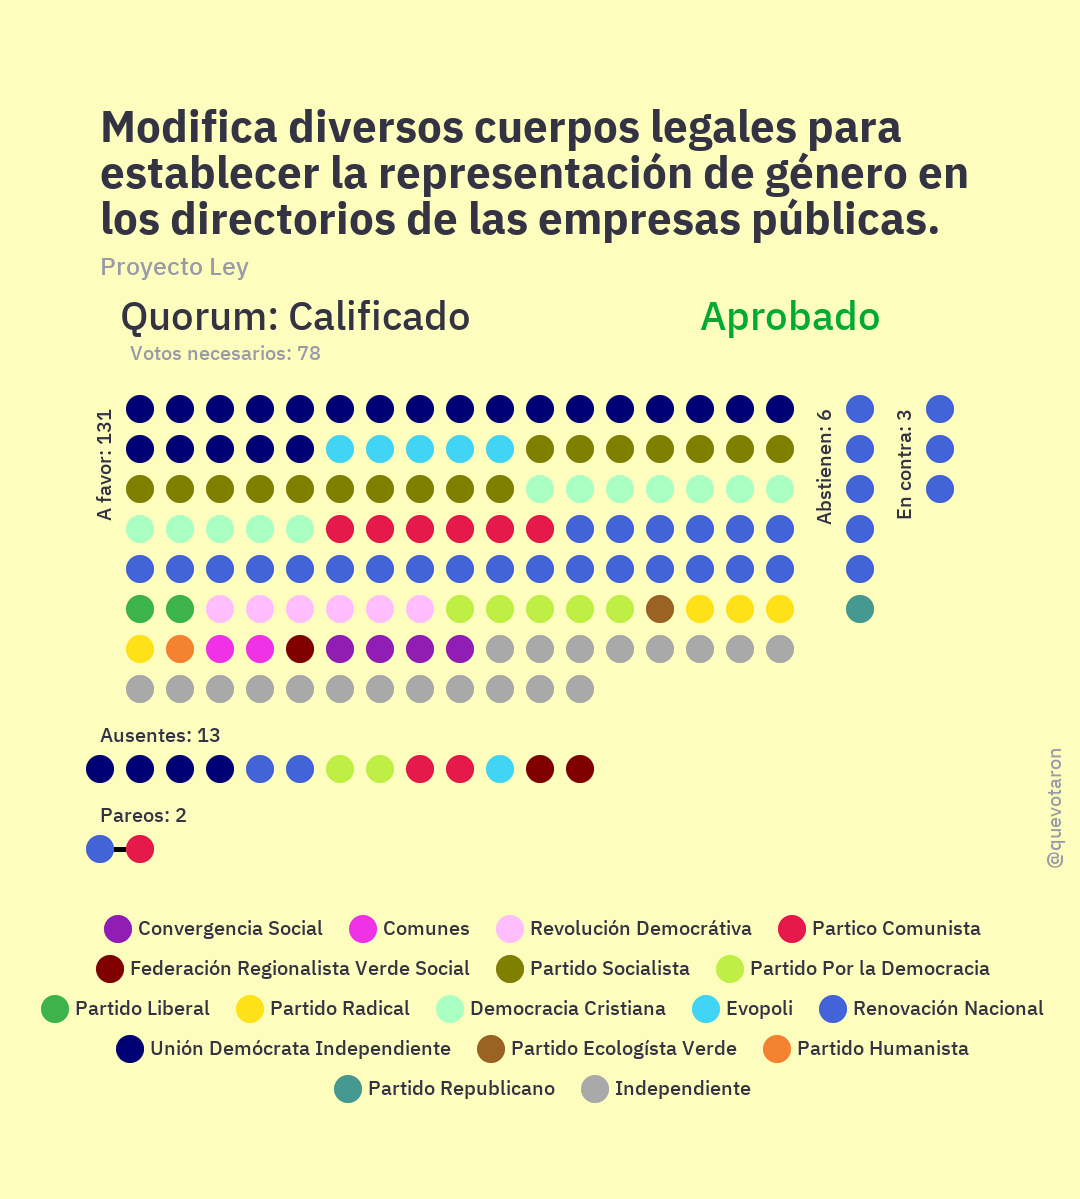 Modifica diversos cuerpos legales para
establecer la representación de género en
los directorios de las empresas públicas.
Proyecto Ley
Quorum: Calificado
Aprobado
Votos necesarios: 78
A favor: 131
Abstienen: 6
En contra: 3
Ausentes: 13
Pareos: 2
@quevotaron
Convergencia Social
Comunes
Revolución Democrátiva
Partico Comunista
Federación Regionalista Verde Social
Partido Socialista
Partido Por la Democracia
Partido Liberal
Partido Radical
Democracia Cristiana
Evopoli
Renovación Nacional
Unión Demócrata Independiente
Partido Ecologísta Verde
Partido Humanista
Partido Republicano
Independiente